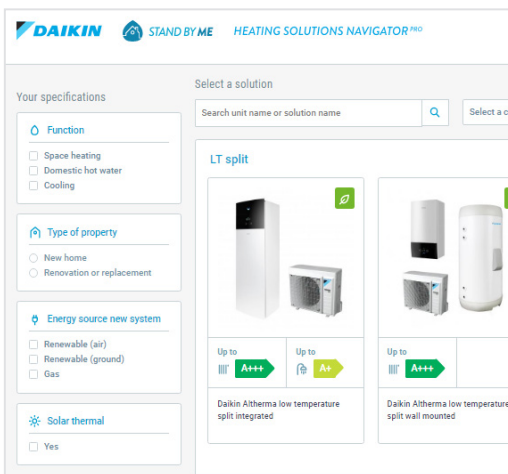 DAIKIN
STAND BY ME
HEATING SOLUTIONS NAVIGATOR PRO
Your specifications
Function
Space heating
Domestic hot water
Cooling
Type of property
New home
Renovation or replacement
Energy source new system
Renewable (air)
Renewable (ground)
Gas
Solar thermal
Yes
Select a solution
Search unit name or solution name
Select a c
LT split
Up to
A+++
Up to
A+
Daikin Altherma low temperature
split integrated
Up to
A+++
Daikin Altherma low temperature
split wall mounted